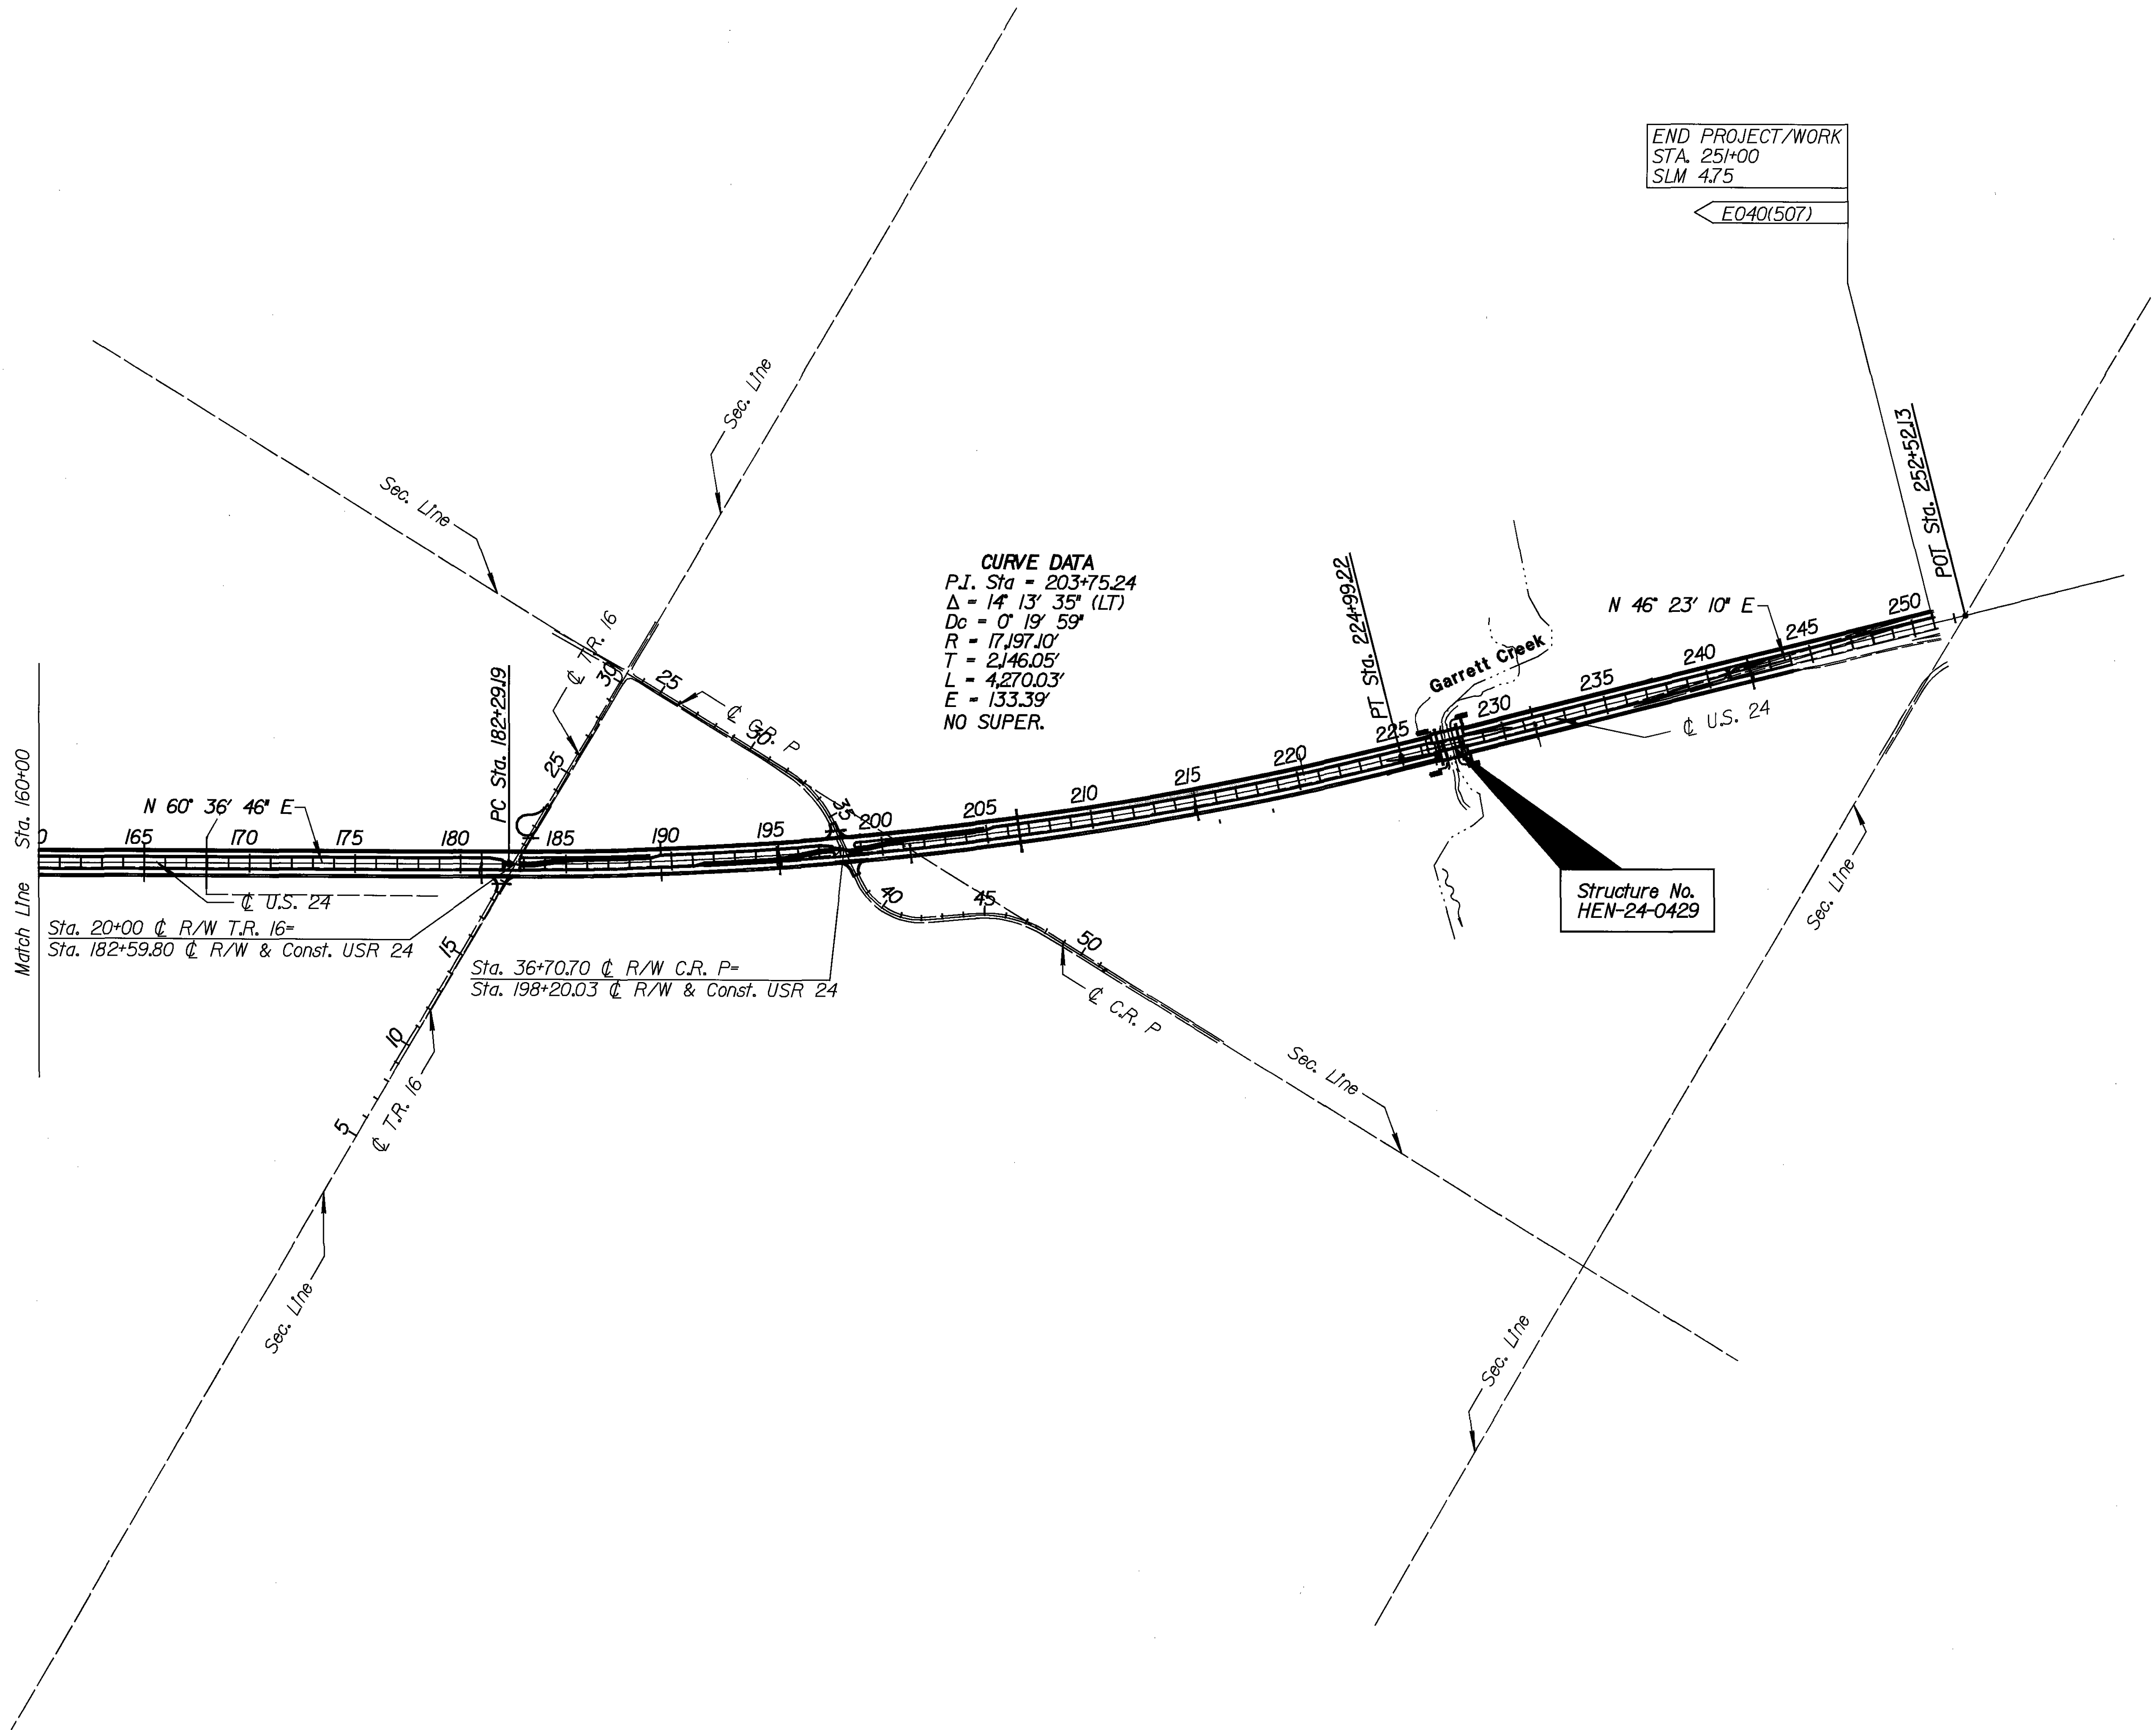 END PROJECT/WORK
STA. 251+00
SLM 4.75
E040(507)
Sec. Line
Sec. Line
CURVE DATA
P.I. Sta = 203+75.24
Δ = 14° 13' 35" (LT)
Dc = 0° 19' 59"
R = 17,197.10'
T = 2,146.05'
L = 4,270.03'
E = 133.39'
NO SUPER.
POT Sta. 252+52.13
PT Sta. 224+99.22
Garrett Creek
N 46° 23' 10" E
℄ T.R. 16
30
25
℄ C.R. P
30
35
PC Sta. 182+29.19
25
Match Line Sta. 160+00
N 60° 36' 46" E
0
165
170
175
180
185
190
195
200
205
210
215
220
225
230
235
240
245
250
℄ U.S. 24
℄ U.S. 24
Sta. 20+00 ℄ R/W T.R. 16=
Sta. 182+59.80 ℄ R/W & Const. USR 24
Sta. 36+70.70 ℄ R/W C.R. P=
Sta. 198+20.03 ℄ R/W & Const. USR 24
40
45
50
℄ C.R. P
Structure No.
HEN-24-0429
Sec. Line
15
10
5
℄ T.R. 16
Sec. Line
Sec. Line
Sec. Line